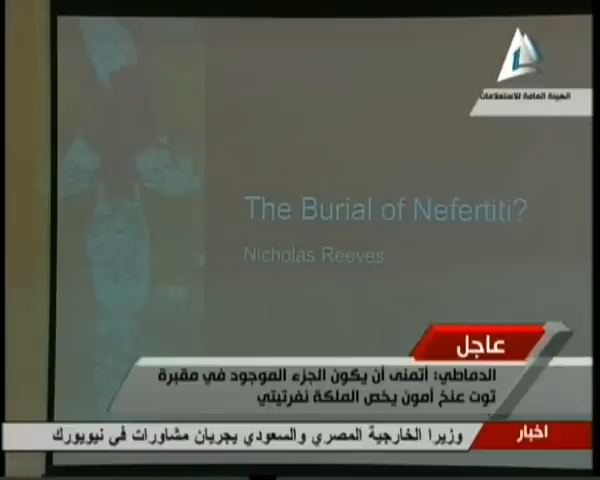 الهيئة العامة للاستعلامات
The Burial of Nefertiti?
Nicholas Reeves
عاجل
الدماطي: أتمنى أن يكون الجزء الموجود في مقبرة
توت عنخ أمون يخص الملكة نفرتيتي
اخبار
وزيرا الخارجية المصري والسعودي يجريان مشاورات في نيويورك